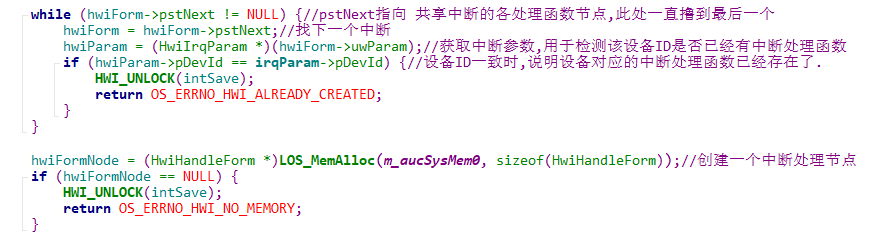 while (hwiForm->pstNext != NULL) {//pstNext指向 共享中断的各处理函数节点,此处一直撸到最后一个
hwiForm = hwiForm->pstNext;//找下一个中断
hwiParam = (HwiIrqParam *)(hwiForm->uwParam);//获取中断参数,用于检测该设备ID是否已经有中断处理函数
if (hwiParam->pDevId == irqParam->pDevId) {//设备ID一致时,说明设备对应的中断处理函数已经存在了.
HWI_UNLOCK(intSave);
return OS_ERRNO_HWI_ALREADY_CREATED;
}
}
hwiFormNode = (HwiHandleForm *)LOS_MemAlloc(m_aucSysMem0, sizeof(HwiHandleForm));//创建一个中断处理节点
if (hwiFormNode == NULL) {
HWI_UNLOCK(intSave);
return OS_ERRNO_HWI_NO_MEMORY;
}